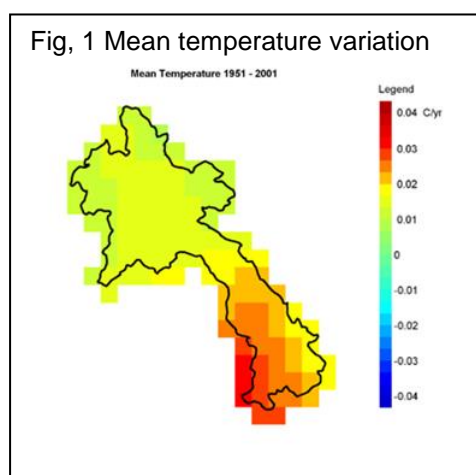 Fig, 1 Mean temperature variation
Mean Temperature 1951 - 2001
Legend
0.04 C/yr
0.03
0.02
0.01
0
-0.01
-0.02
-0.03
-0.04